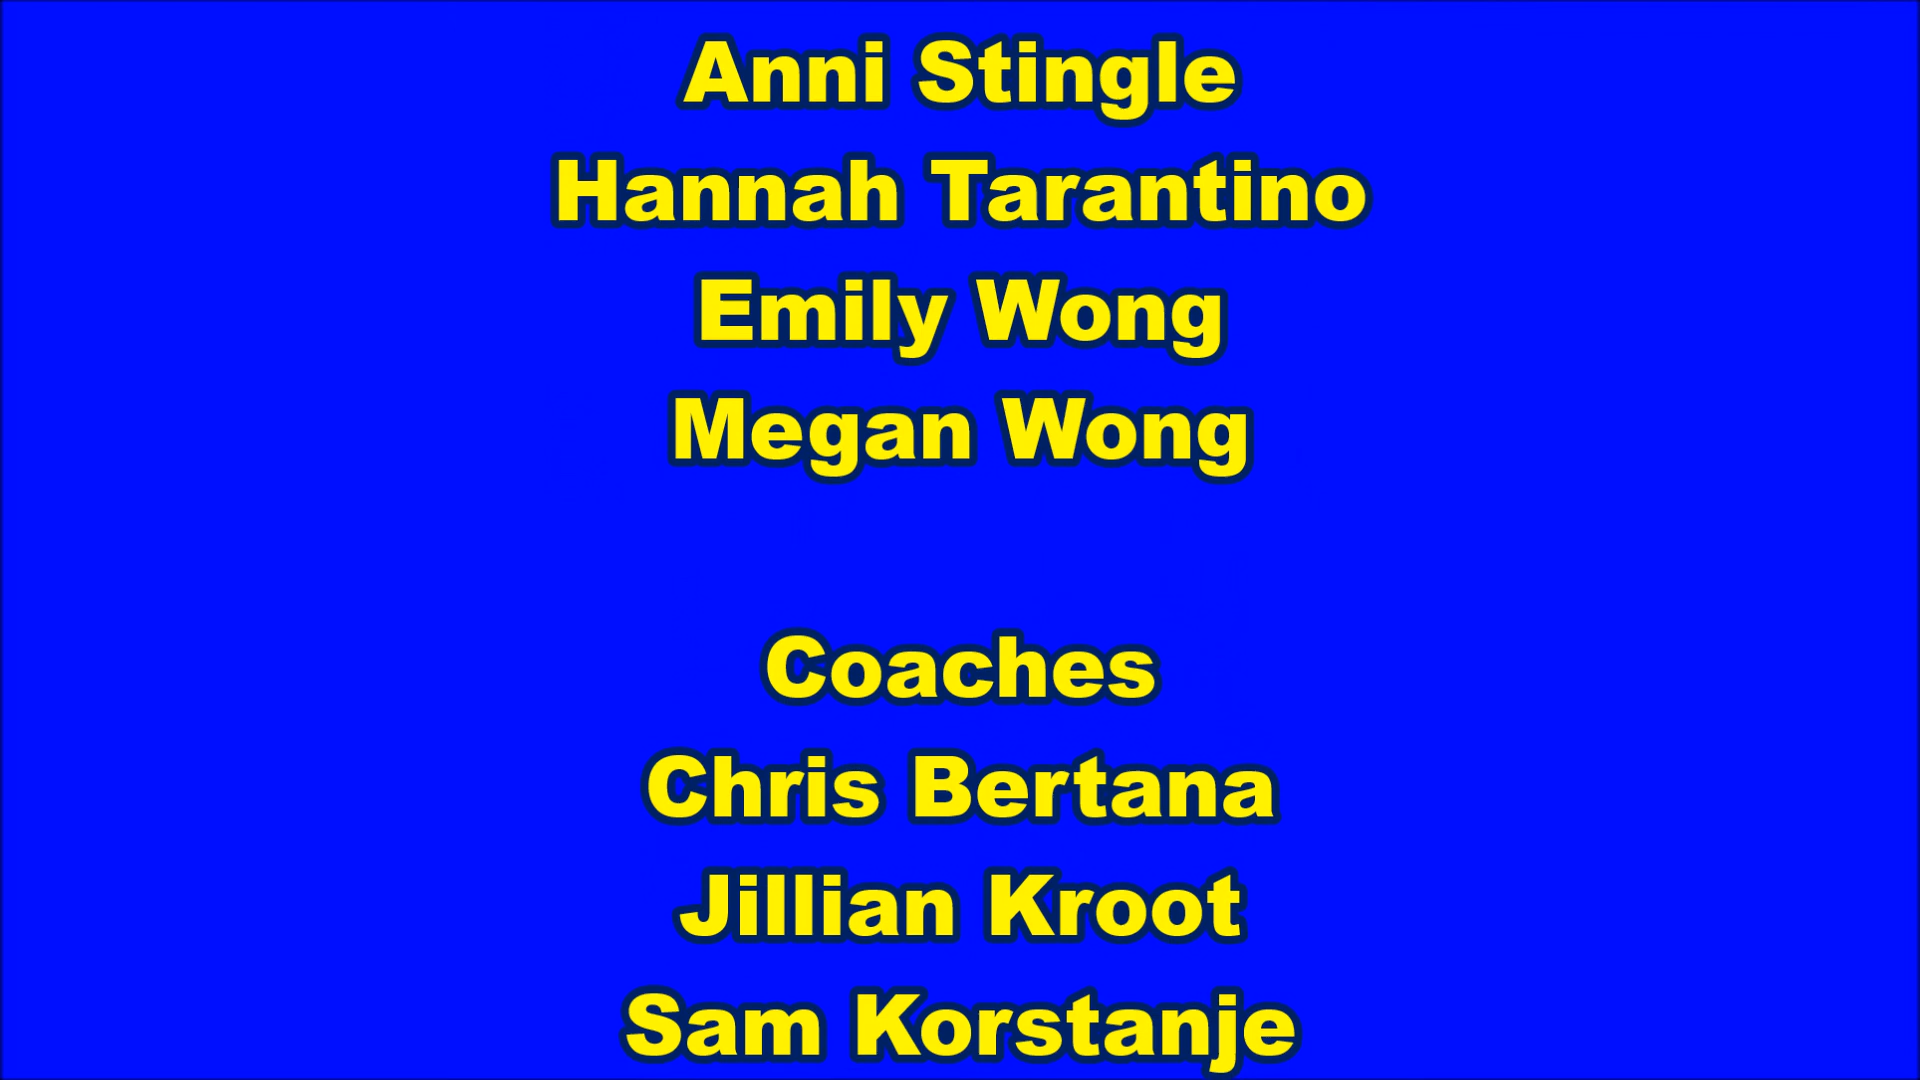 Anni Stingle
Hannah Tarantino
Emily Wong
Megan Wong
Coaches
Chris Bertana
Jillian Kroot
Sam Korstanje